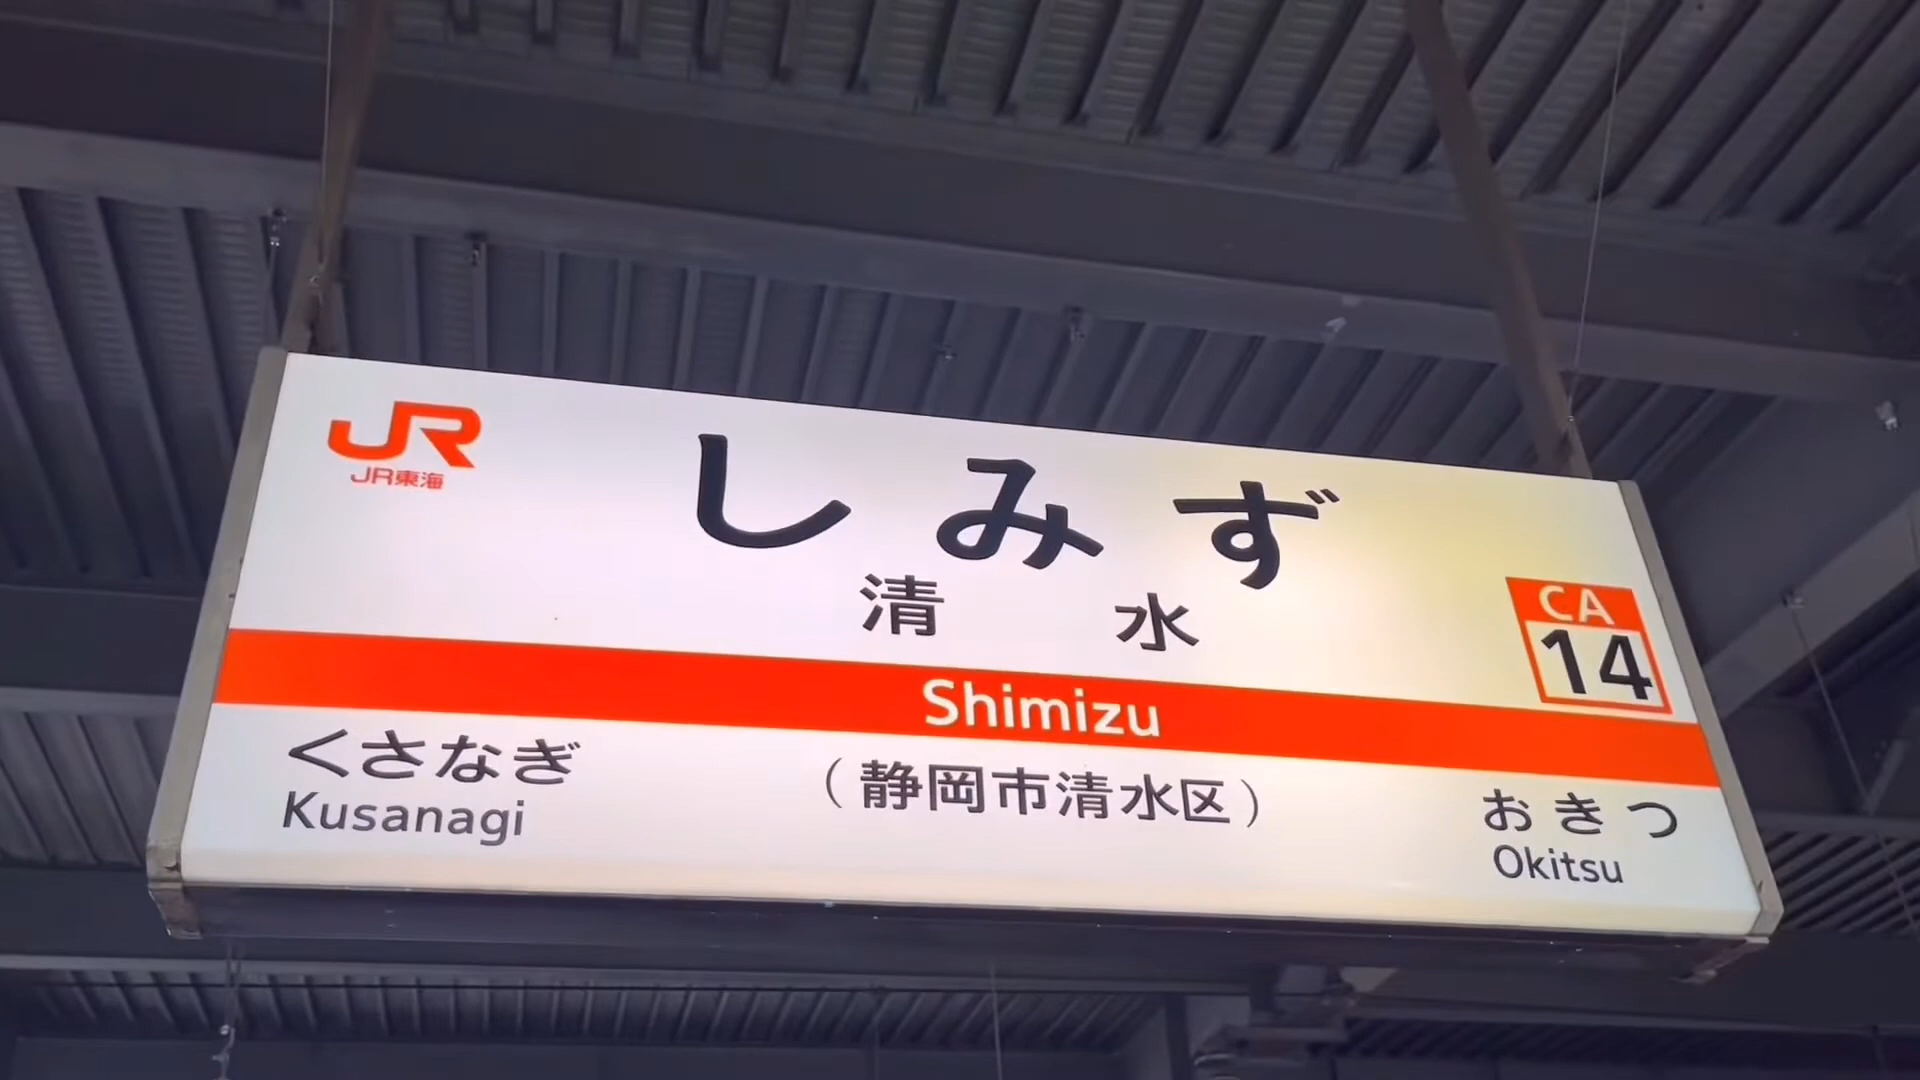 JR
JR東海
しみず
清水
CA
14
Shimizu
くさなぎ
Kusanagi
(静岡市清水区)
おきつ
Okitsu